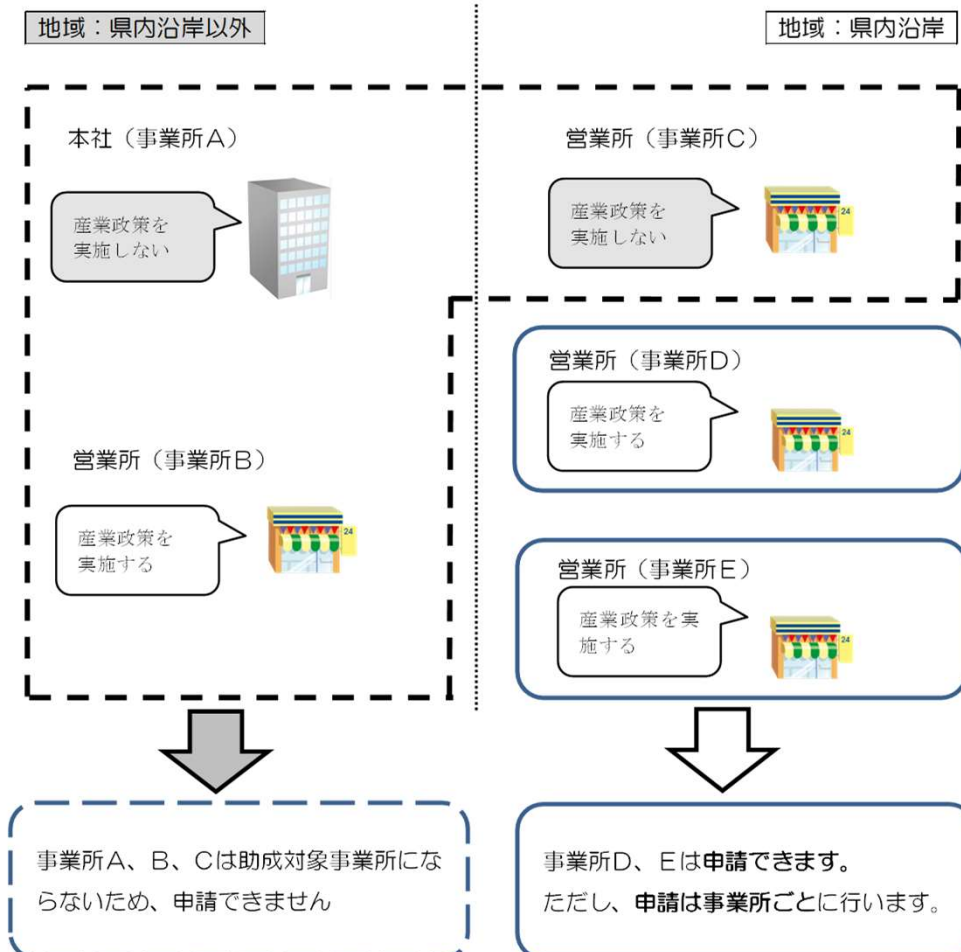 地域：県内沿岸以外
地域：県内沿岸
本社（事業所A）
産業政策を
実施しない
営業所（事業所B）
産業政策を
実施する
営業所（事業所C）
産業政策を
実施しない
24
営業所（事業所D）
産業政策を
実施する
24
営業所（事業所E）
産業政策を実
施する
24
24
事業所A、B、Cは助成対象事業所にな
らないため、申請できません
事業所D、Eは申請できます。
ただし、申請は事業所ごとに行います。